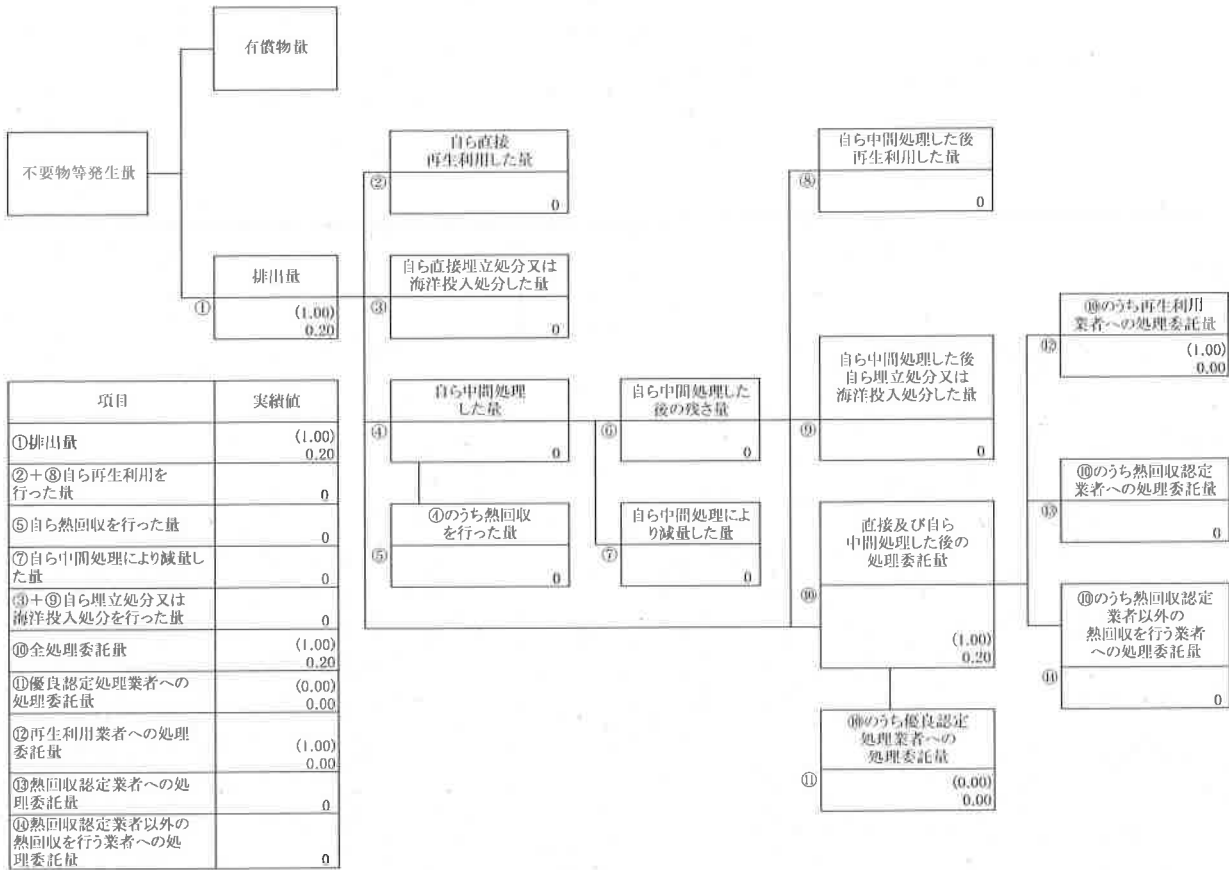 有償物量
不要物等発生量
排出量
①
(1.00)
0.20
自ら直接
再生利用した量
②
0
自ら直接埋立処分又は
海洋投入処分した量
③
0
自ら中間処理
した量
④
0
④のうち熱回収
を行った量
⑤
0
自ら中間処理した
後の残さ量
⑥
0
自ら中間処理によ
り減量した量
⑦
0
自ら中間処理した後
再生利用した量
⑧
0
自ら中間処理した後
自ら埋立処分又は
海洋投入処分した量
⑨
0
直接及び自ら
中間処理した後の
処理委託量
⑩
(1.00)
0.20
⑩のうち優良認定
処理業者への
処理委託量
⑪
(0.00)
0.00
⑩のうち再生利用
業者への処理委託量
⑫
(1.00)
0.00
⑩のうち熱回収認定
業者への処理委託量
⑬
0
⑩のうち熱回収認定
業者以外の
熱回収を行う業者
への処理委託量
⑭
0
項目 実績値
①排出量 (1.00)
0.20
②＋⑧自ら再生利用を
行った量 0
⑤自ら熱回収を行った量 0
⑦自ら中間処理により減量し
た量 0
③＋⑨自ら埋立処分又は
海洋投入処分を行った量 0
⑩全処理委託量 (1.00)
0.20
⑪優良認定処理業者への
処理委託量 (0.00)
0.00
⑫再生利用業者への処理
委託量 (1.00)
0.00
⑬熱回収認定業者への処
理委託量 0
⑭熱回収認定業者以外の
熱回収を行う業者への処
理委託量 0